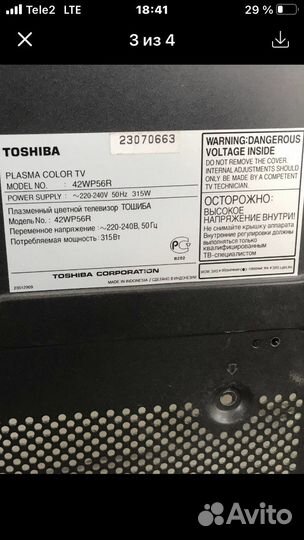 Tele2 LTE 18:41 29 %
3 из 4
23070663
TOSHIBA
PLASMA COLOR TV
MODEL NO. : 42WP56R
POWER SUPPLY : ~220-240V 50Hz 315W
Плазменный цветной телевизор ТОШИБА
Модель No. : 42WP56R
Переменное напряжение : ~220-240В, 50Гц
Потребляемая мощность : 315Вт
TOSHIBA CORPORATION
MADE IN INDONESIA / СДЕЛАНО В ИНДОНЕЗИИ
23512909
BZ02
WARNING:DANGEROUS
VOLTAGE INSIDE
DO NOT REMOVE THE COVER.
INTERNAL ADJUSTMENTS SHOULD
ONLY BE MADE BY A COMPETENT
TV TECHNICIAN.
ОСТОРОЖНО:
ВЫСОКОЕ
НАПРЯЖЕНИЕ ВНУТРИ!
Не снимайте крышку аппарата
Внутренние регулировки должны
выполняться только
квалифицированным
ТВ-специалистом
Avito